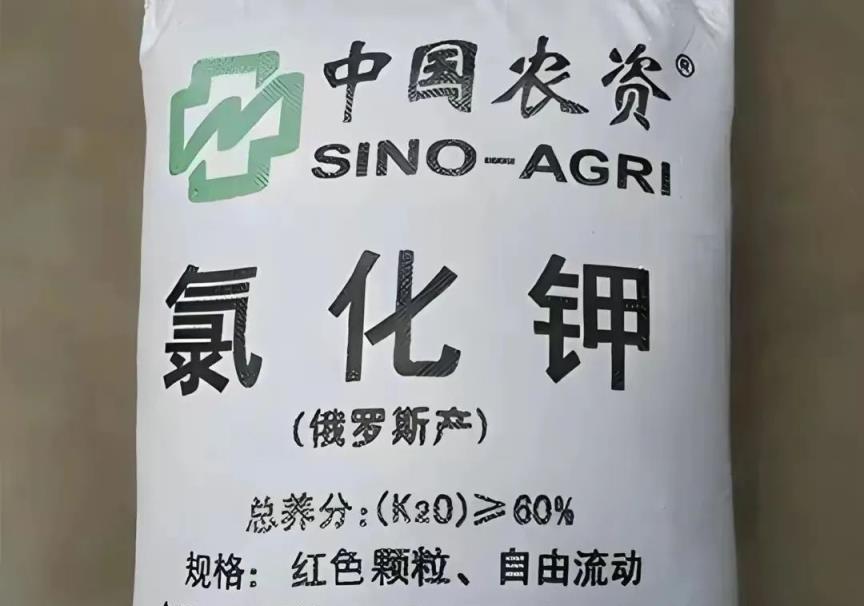 中国农资®
SINO-AGRI
氯化钾
(俄罗斯产)
总养分:(K2O)≥60%
规格: 红色颗粒、自由流动